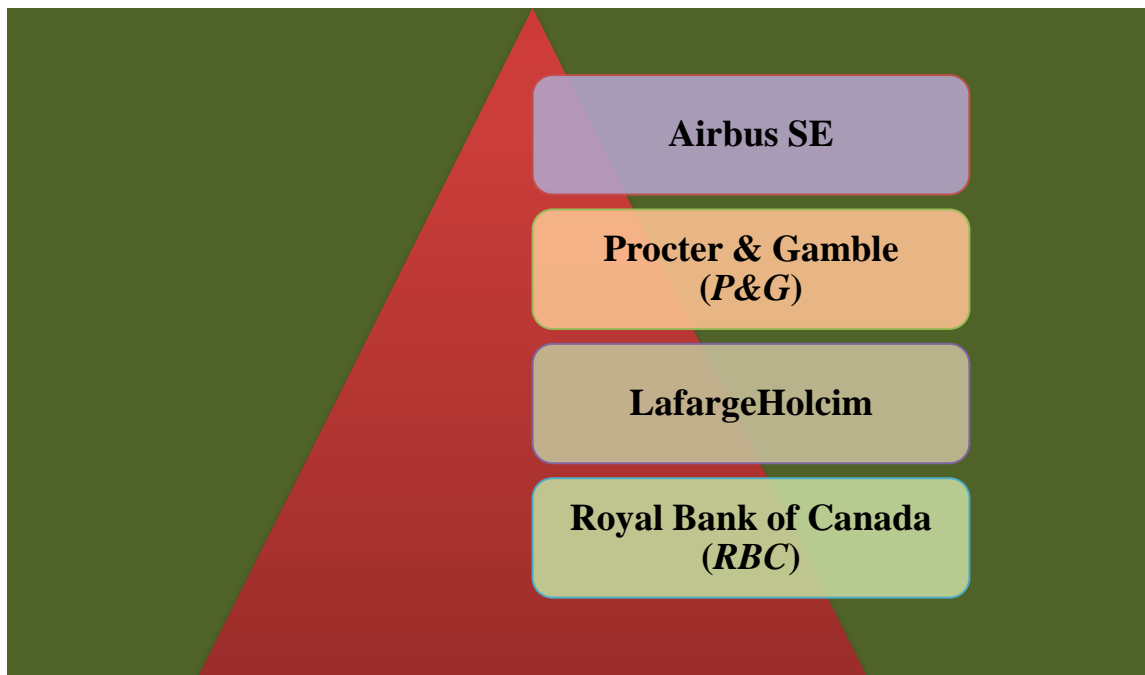 Airbus SE
Procter & Gamble
(P&G)
LafargeHolcim
Royal Bank of Canada
(RBC)